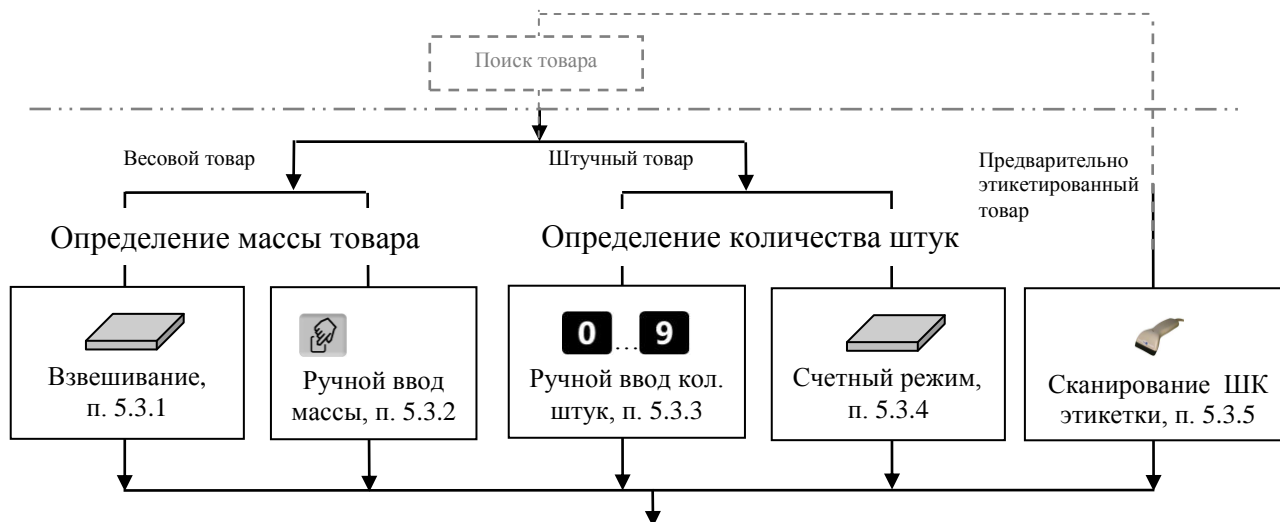 Поиск товара
Весовой товар
Штучный товар
Предварительно
этикетированный
товар
Определение массы товара
Определение количества штук
Взвешивание,
п. 5.3.1
Ручной ввод
массы, п. 5.3.2
0 ... 9
Ручной ввод кол.
штук, п. 5.3.3
Счетный режим,
п. 5.3.4
Сканирование ШК
этикетки, п. 5.3.5